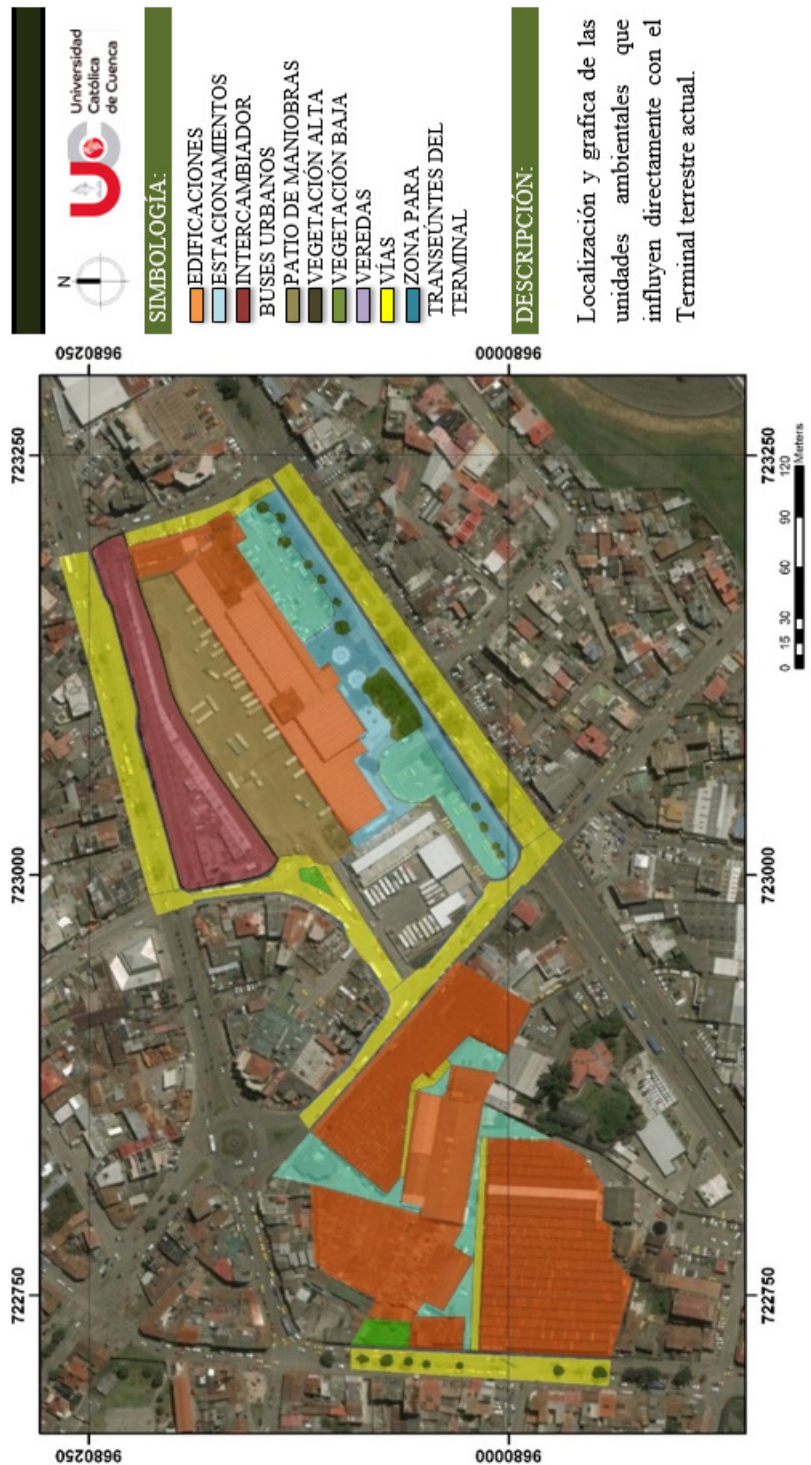 Universidad
Católica
de Cuenca
UC
N
SIMBOLOGÍA:
EDIFICACIONES
ESTACIONAMIENTOS
INTERCAMBIADOR
BUSES URBANOS
PATIO DE MANIOBRAS
VEGETACIÓN ALTA
VEGETACIÓN BAJA
VEREDAS
VÍAS
ZONA PARA
TRANSEÚNTES DEL
TERMINAL
DESCRIPCIÓN:
Localización y grafica de las
unidades ambientales que
influyen directamente con el
Terminal terrestre actual.
722750
723000
723250
9680250
9680250
9680000
9680000
722750
723000
723250
0 15 30 60 90 120
Meters